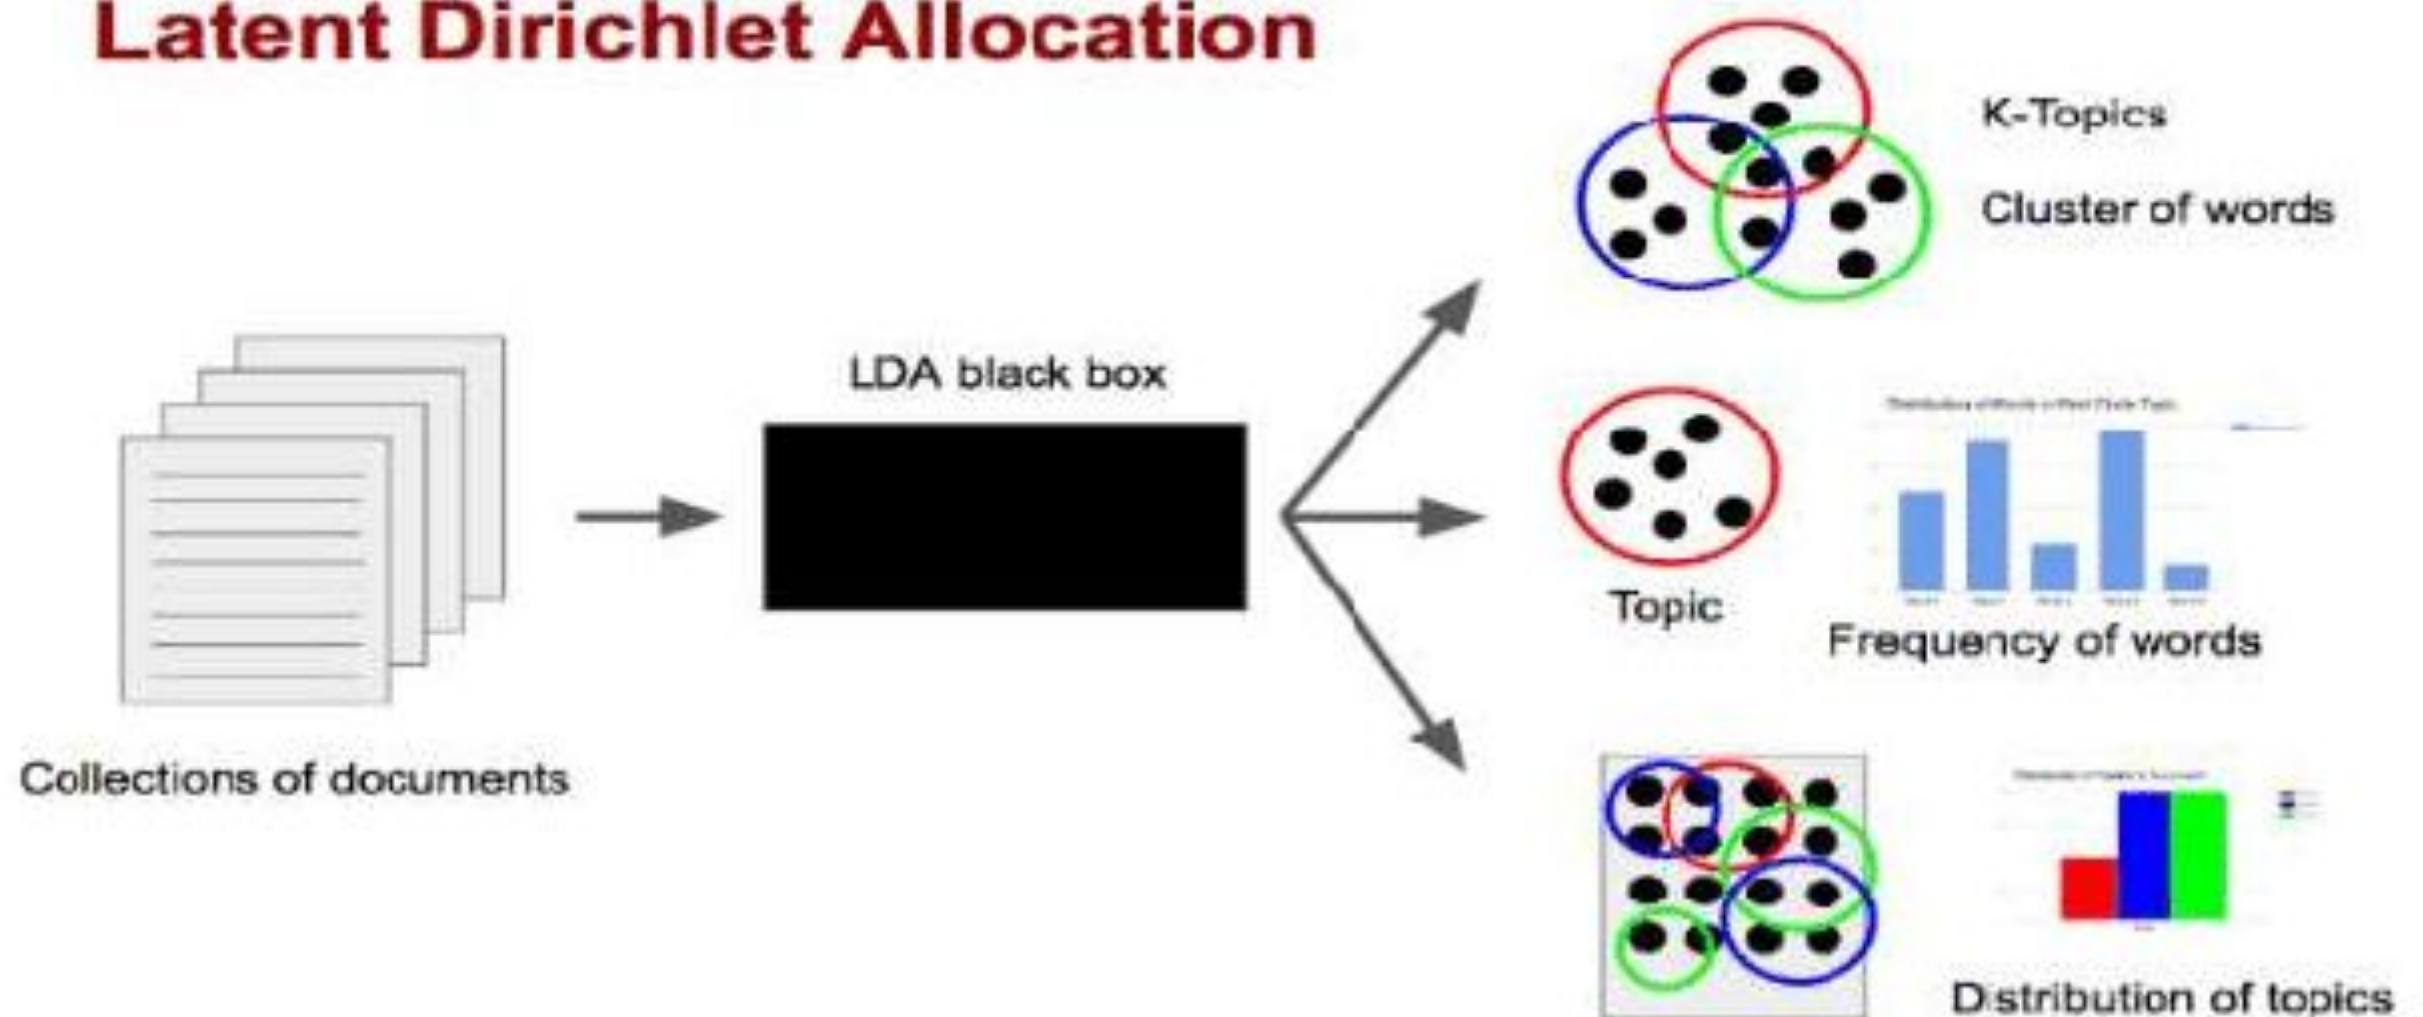 Latent Dirichlet Allocation
K-Topics
Cluster of words
LDA black box
Topic
Frequency of words
Collections of documents
Distribution of topics